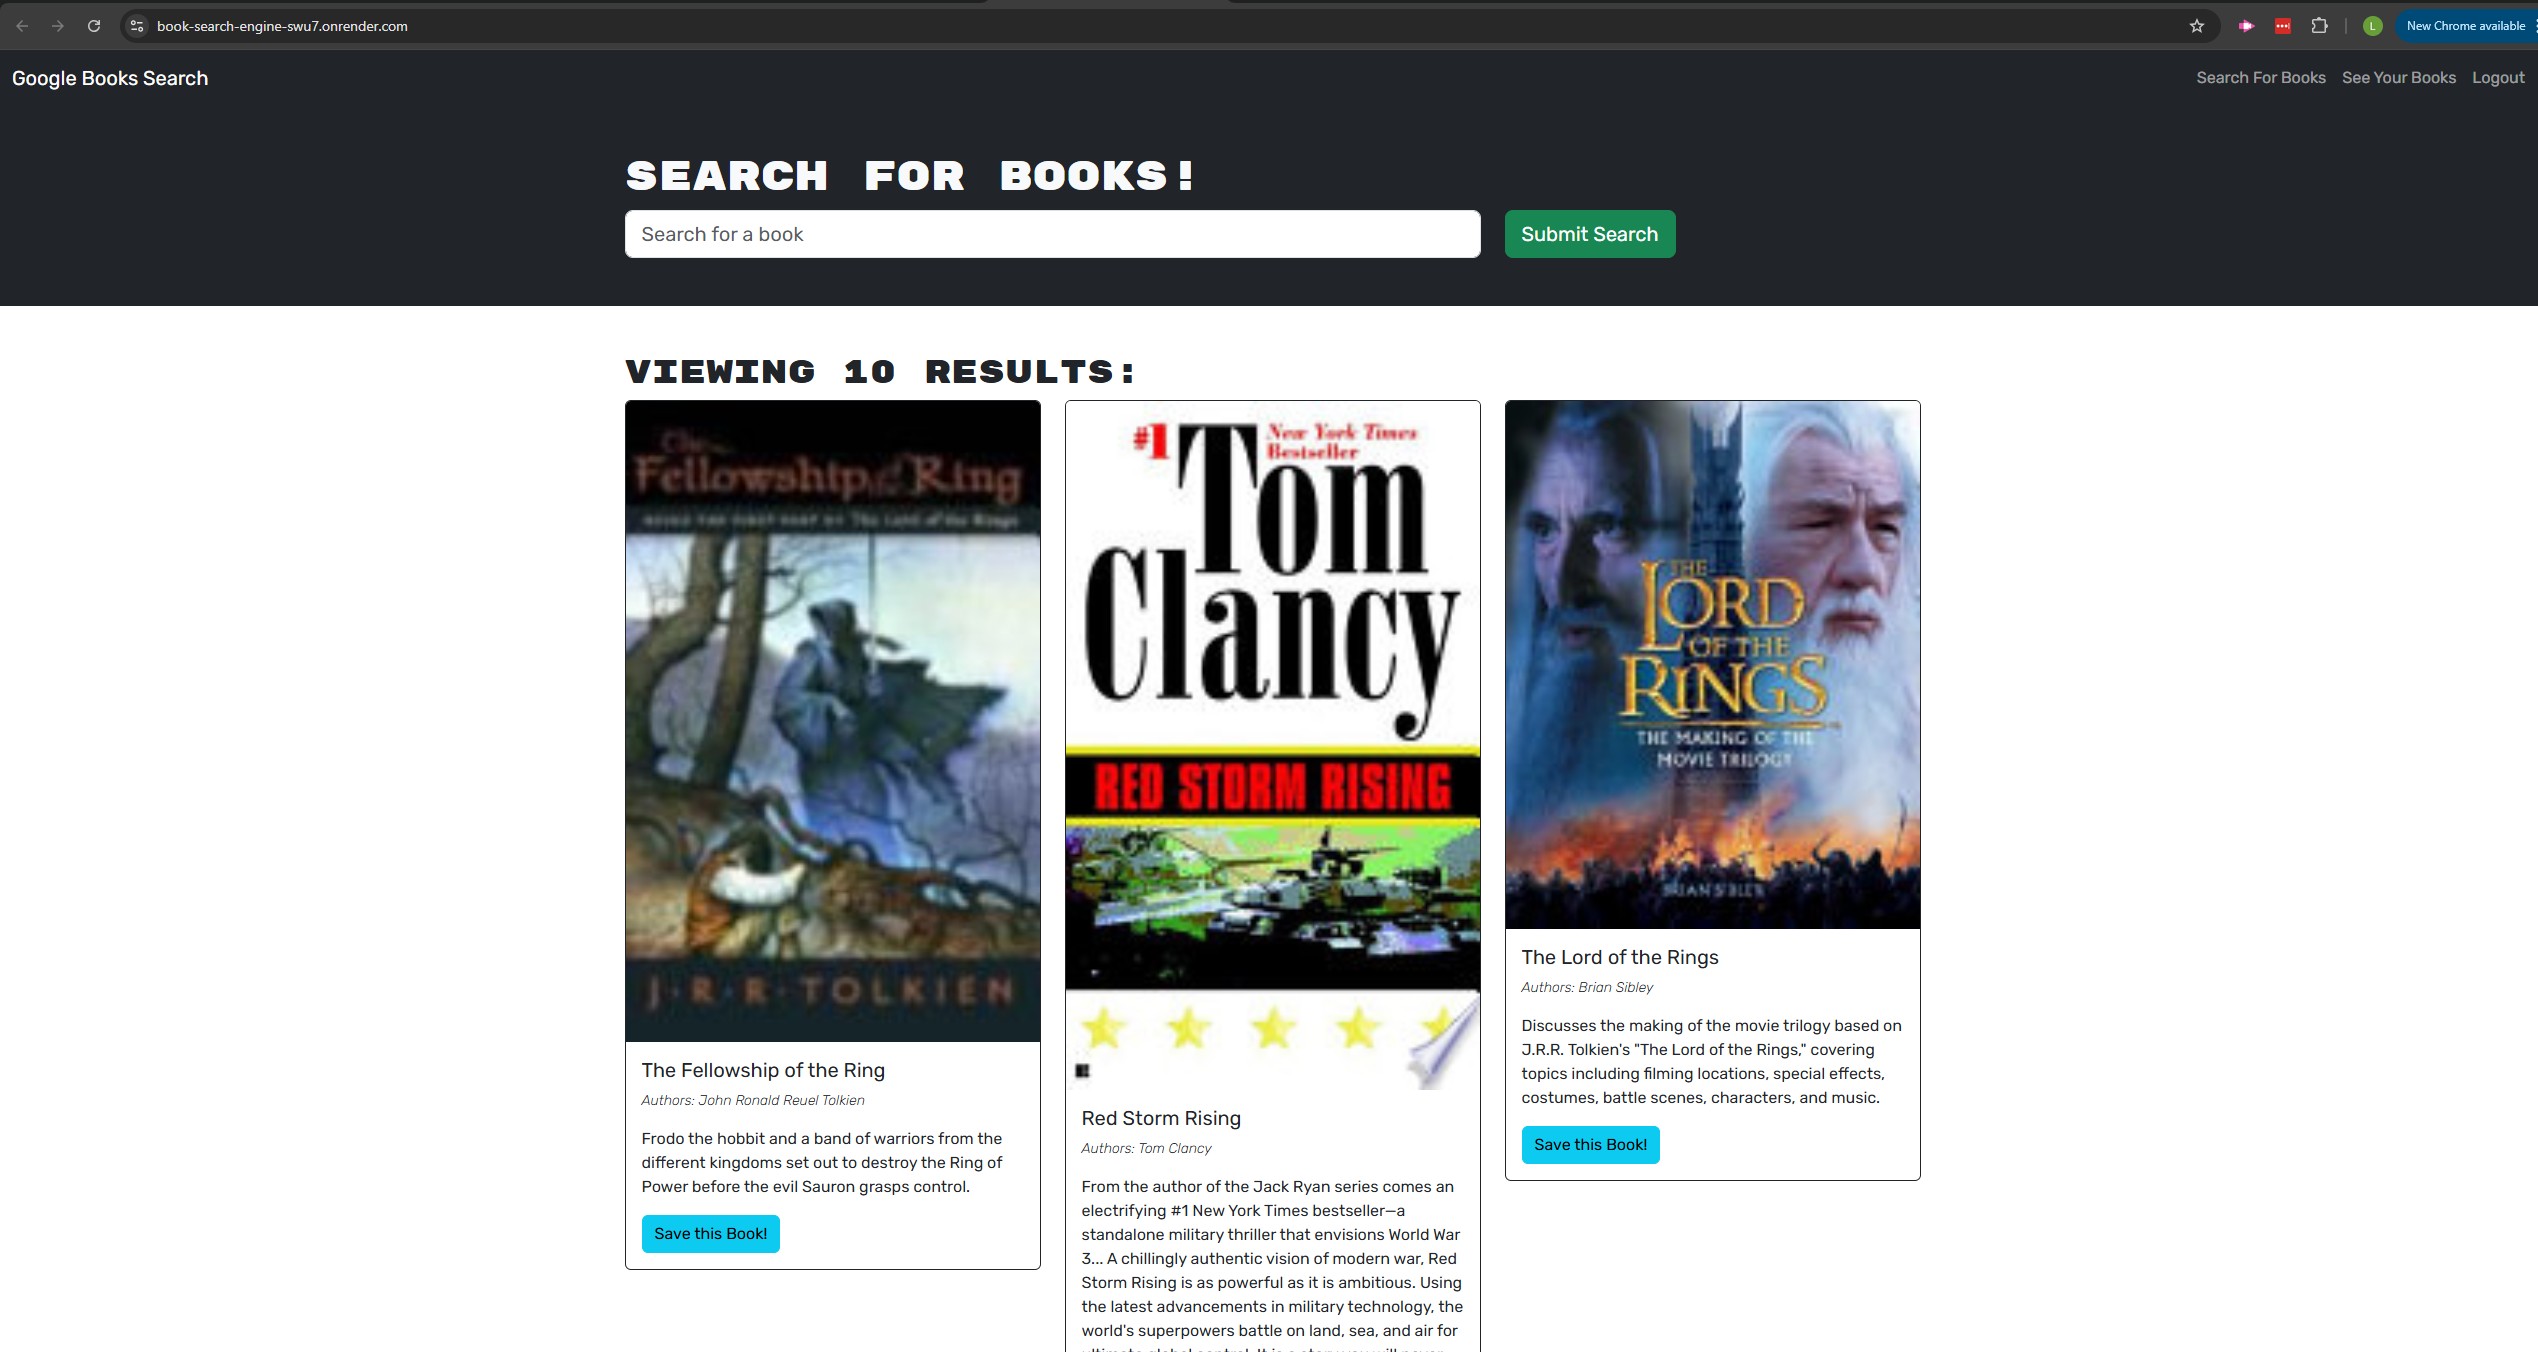 book-search-engine-swu7.onrender.com
L
New Chrome available
Google Books Search
Search For Books
See Your Books
Logout
SEARCH FOR BOOKS!
Search for a book
Submit Search
VIEWING 10 RESULTS:
The
Fellowship of the Ring
BEING THE FIRST PART OF The Lord of the Rings
J·R·R·TOLKIEN
The Fellowship of the Ring
Authors: John Ronald Reuel Tolkien
Frodo the hobbit and a band of warriors from the
different kingdoms set out to destroy the Ring of
Power before the evil Sauron grasps control.
Save this Book!
#1 New York Times
Bestseller
Tom
Clancy
RED STORM RISING
Red Storm Rising
Authors: Tom Clancy
From the author of the Jack Ryan series comes an
electrifying #1 New York Times bestseller—a
standalone military thriller that envisions World War
3... A chillingly authentic vision of modern war, Red
Storm Rising is as powerful as it is ambitious. Using
the latest advancements in military technology, the
world's superpowers battle on land, sea, and air for
THE
LORD
OF THE
RINGS
THE MAKING OF THE
MOVIE TRILOGY
BRIAN SIBLEY
The Lord of the Rings
Authors: Brian Sibley
Discusses the making of the movie trilogy based on
J.R.R. Tolkien's "The Lord of the Rings," covering
topics including filming locations, special effects,
costumes, battle scenes, characters, and music.
Save this Book!